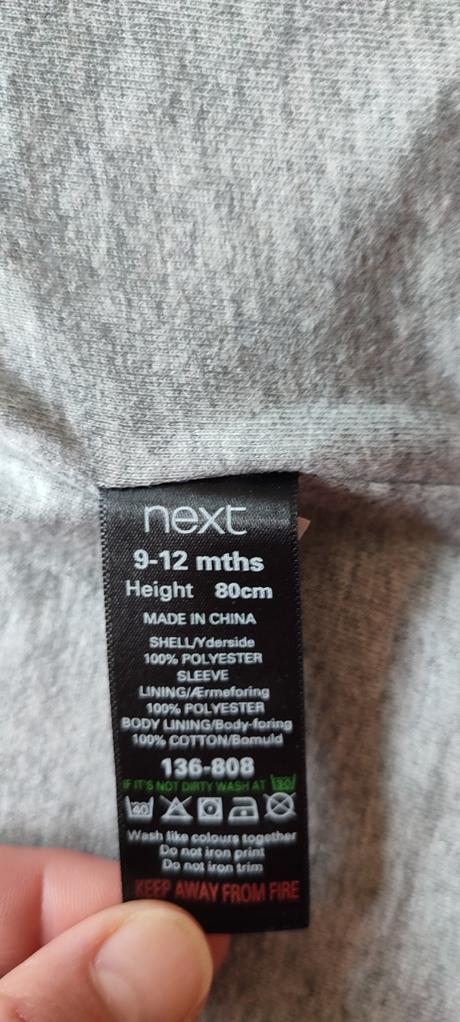 next
9-12 mths
Height 80cm
MADE IN CHINA
SHELL/Yderside
100% POLYESTER
SLEEVE
LINING/Ærmeforing
100% POLYESTER
BODY LINING/Body-foring
100% COTTON/Bomuld
136-808
IF IT'S NOT DIRTY WASH AT 30
40
Wash like colours together
Do not iron print
Do not iron trim
KEEP AWAY FROM FIRE